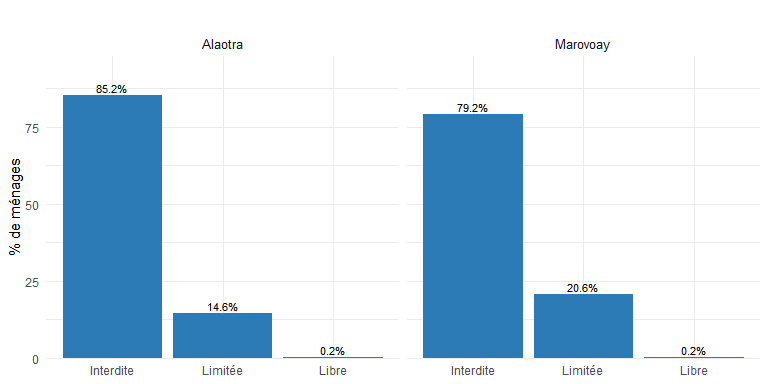 Alaotra
Marovoay
% de ménages
75
50
25
0
85.2%
14.6%
0.2%
79.2%
20.6%
0.2%
Interdite
Limitée
Libre
Interdite
Limitée
Libre